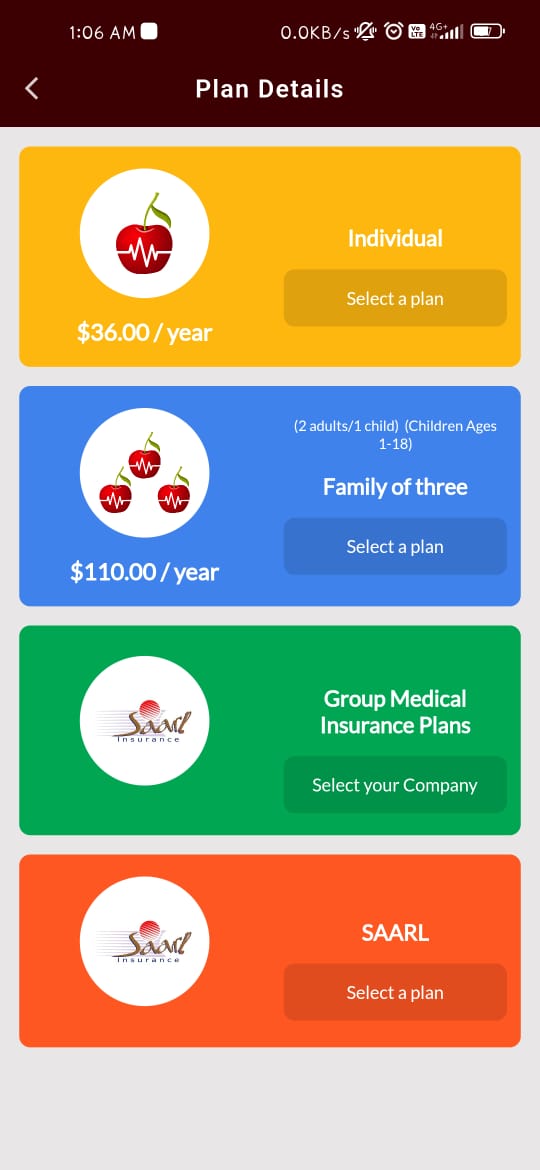 1:06 AM 0.0KB/s Vo LTE 4G+
Plan Details
Individual
Select a plan
$36.00 / year
(2 adults/1 child) (Children Ages
1-18)
Family of three
Select a plan
$110.00 / year
Saarl
Insurance
Group Medical
Insurance Plans
Select your Company
Saarl
Insurance
SAARL
Select a plan